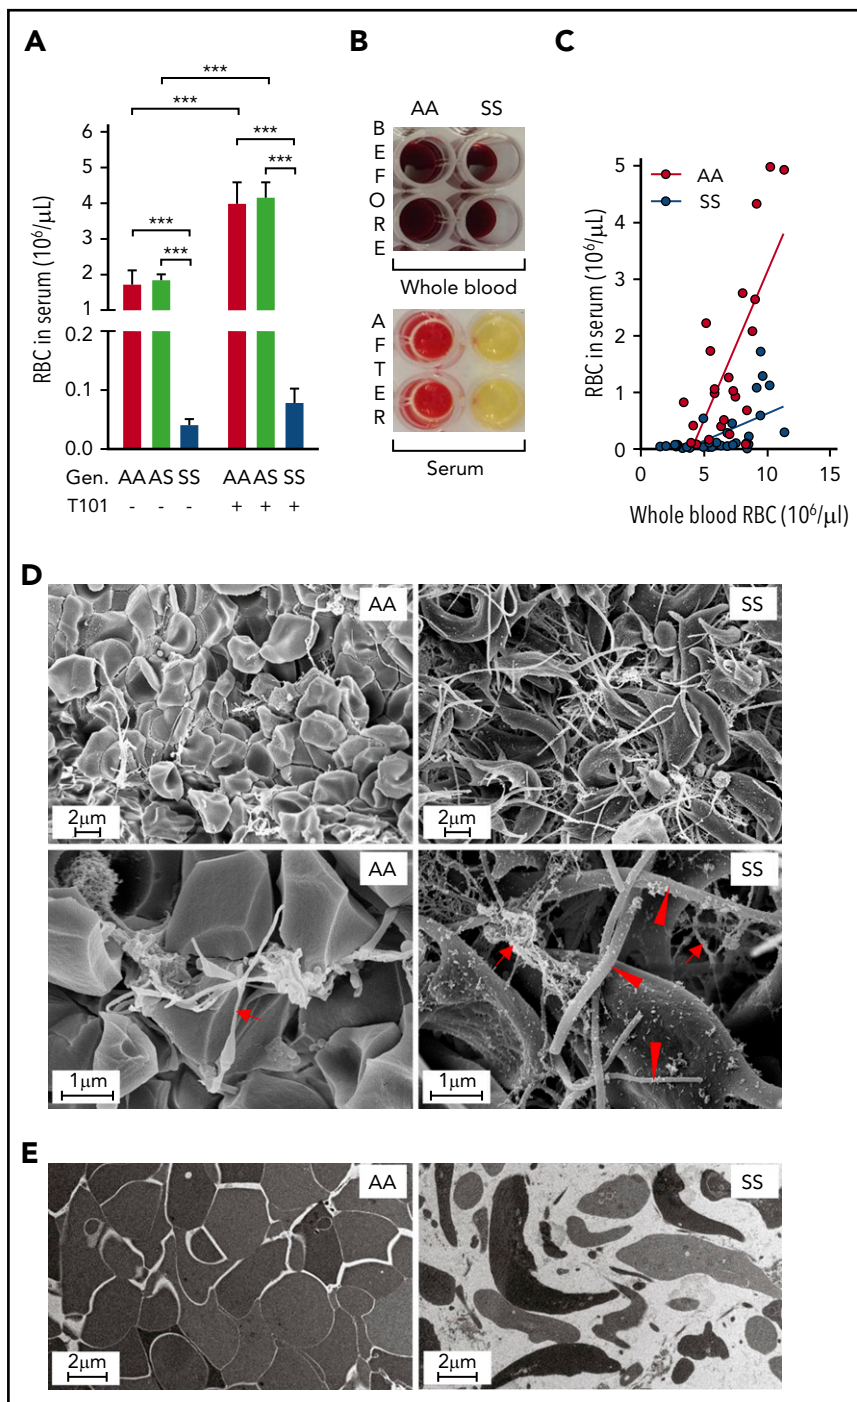 A
***
***
***
***
***
***
RBC in serum (10⁶/μL)
6
5
4
3
2
1
0.2
0.1
0.0
Gen. AA AS SS AA AS SS
T101 - - - + + +
B
AA SS
BEFORE
Whole blood
AFTER
Serum
C
RBC in serum (10⁶/μL)
5
4
3
2
1
0
AA
SS
0 5 10 15
Whole blood RBC (10⁶/μl)
D
AA
2μm
SS
2μm
AA
1μm
SS
1μm
E
AA
2μm
SS
2μm